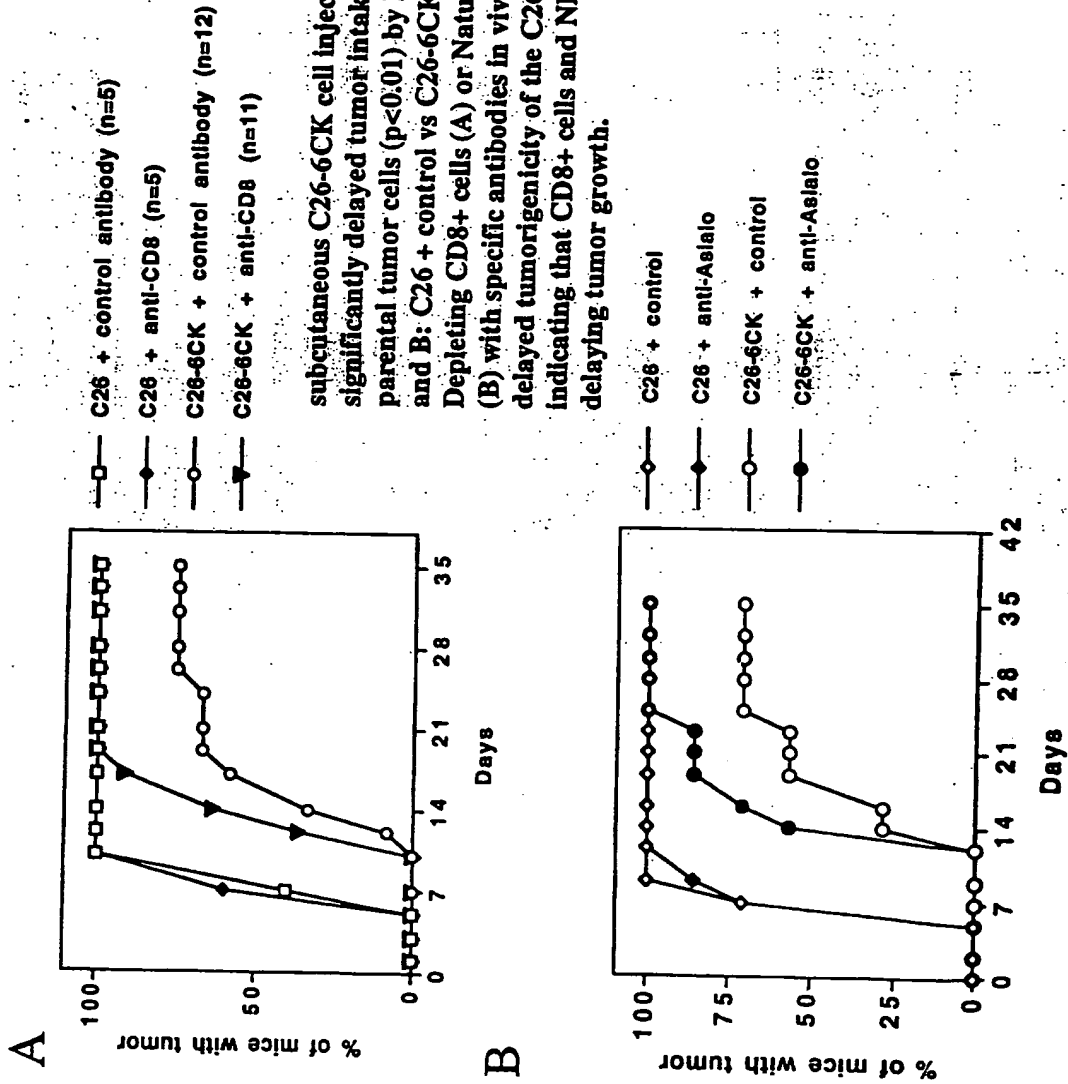 A
% of mice with tumor
100
50
0
0
7
14
21
28
35
Days
C26 + control antibody (n=5)
C26 + anti-CD8 (n=5)
C26-6CK + control antibody (n=12)
C26-6CK + anti-CD8 (n=11)
subcutaneous C26-6CK cell injec
significantly delayed tumor intak
parental tumor cells (p<0.01) by
and B: C26 + control vs C26-6CK
Depleting CD8+ cells (A) or Natu
(B) with specific antibodies in viv
delayed tumorigenicity of the C26
indicating that CD8+ cells and N
delaying tumor growth.
B
% of mice with tumor
100
75
50
25
0
0
7
14
21
28
35
42
Days
C26 + control
C26 + anti-Asialo
C26-6CK + control
C26-6CK + anti-Asialo